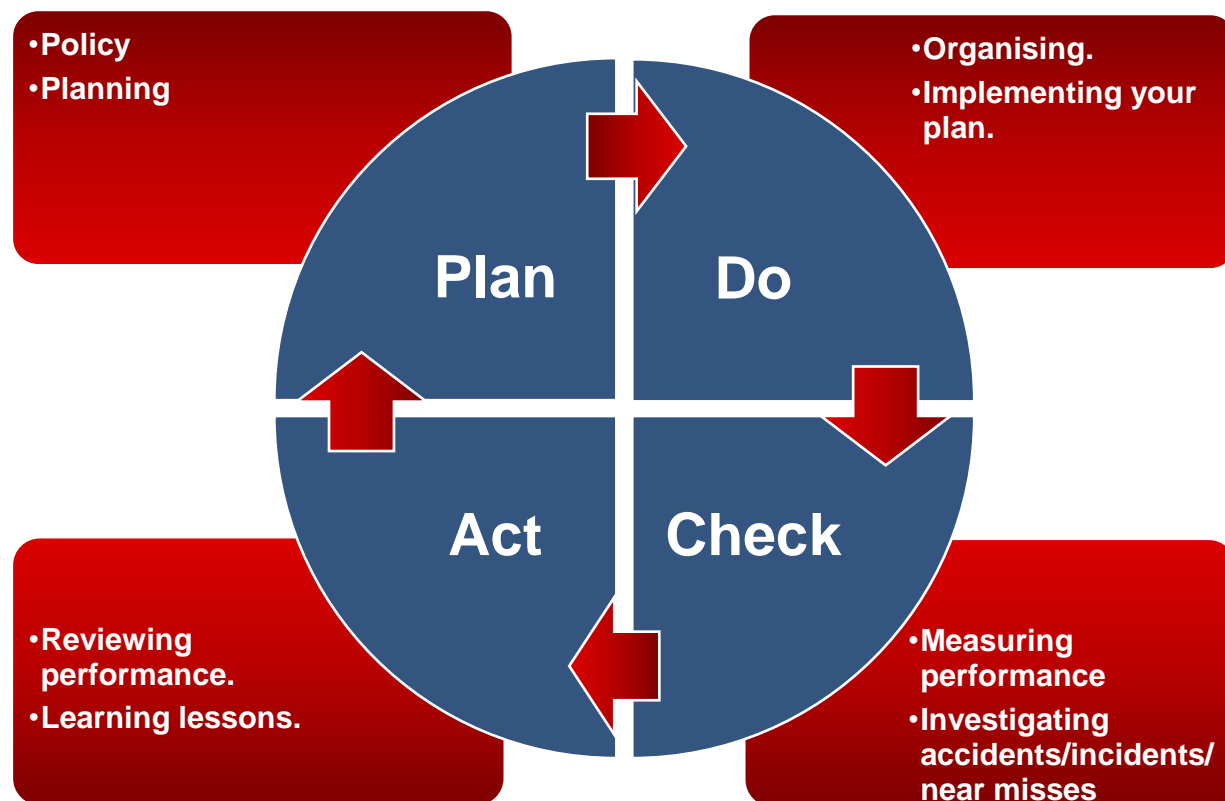 •Policy
•Planning
•Organising.
•Implementing your
plan.
Plan
Do
Act
Check
•Reviewing
performance.
•Learning lessons.
•Measuring
performance
•Investigating
accidents/incidents/
near misses